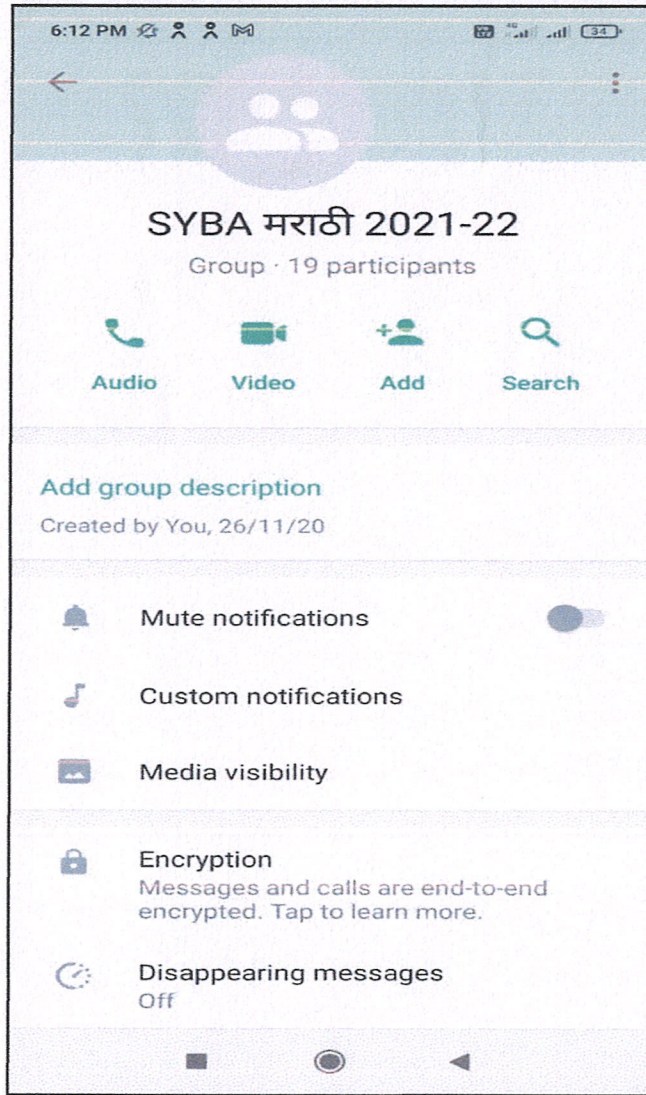 6:12 PM 4G 34
SYBA मराठी 2021-22
Group · 19 participants
Audio Video Add Search
Add group description
Created by You, 26/11/20
Mute notifications
Custom notifications
Media visibility
Encryption
Messages and calls are end-to-end
encrypted. Tap to learn more.
Disappearing messages
Off